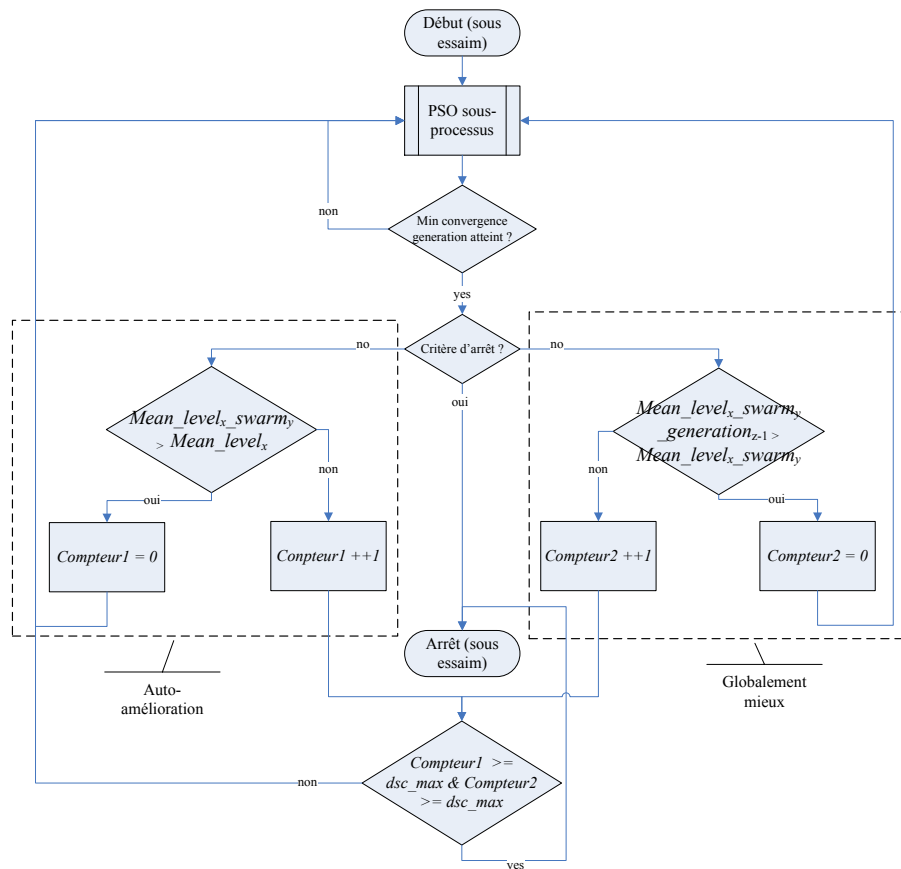 Début (sous
essaim)
PSO sous-
processus
non
Min convergence
generation atteint ?
yes
no
Critère d’arrêt ?
no
oui
Mean_levelx_swarmy
> Mean_levelx
non
oui
Compteur1 = 0
Conpteur1 ++1
Mean_levelx_swarmy
_generationz-1 >
Mean_levelx_swarmy
non
oui
Compteur2 ++1
Compteur2 = 0
Arrêt (sous
essaim)
Auto-
amélioration
Globalement
mieux
Compteur1 >=
dsc_max & Compteur2
>= dsc_max
non
yes